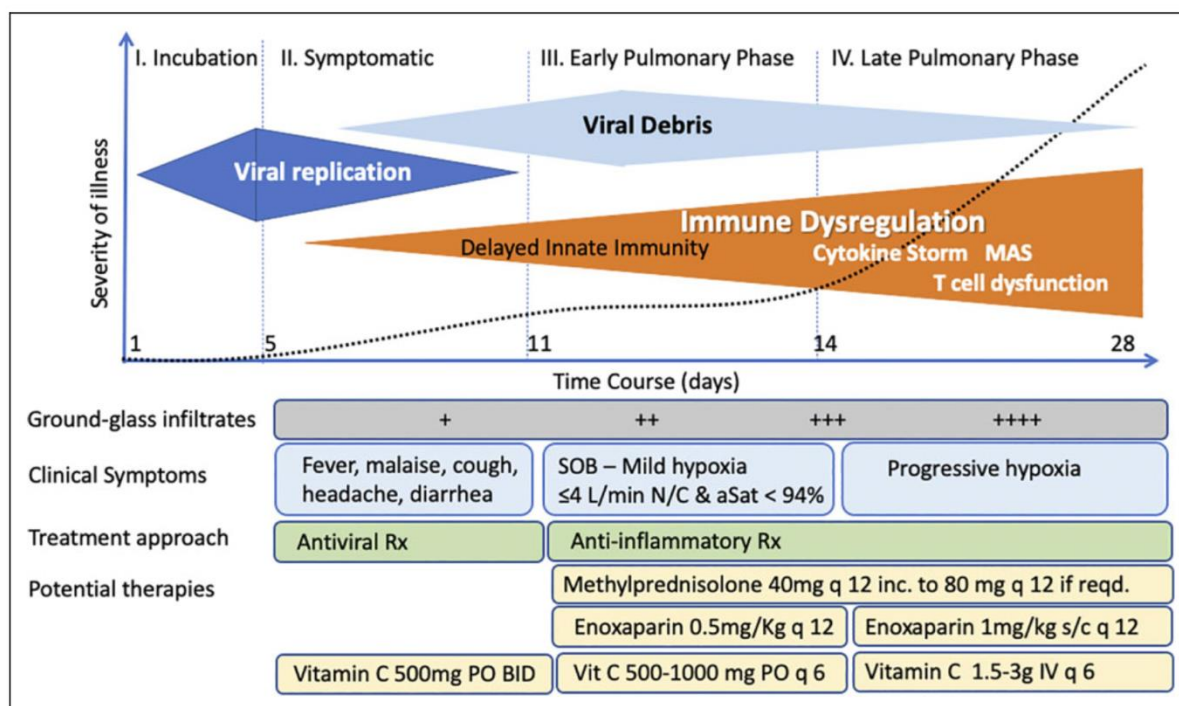 I. Incubation
II. Symptomatic
III. Early Pulmonary Phase
IV. Late Pulmonary Phase
Severity of illness
Viral Debris
Viral replication
Immune Dysregulation
Delayed Innate Immunity
Cytokine Storm MAS
T cell dysfunction
1 5 11 14 28
Time Course (days)
Ground-glass infiltrates + ++ +++ ++++
Clinical Symptoms
Fever, malaise, cough,
headache, diarrhea
SOB – Mild hypoxia
≤4 L/min N/C & aSat < 94%
Progressive hypoxia
Treatment approach
Antiviral Rx
Anti-inflammatory Rx
Potential therapies
Methylprednisolone 40mg q 12 inc. to 80 mg q 12 if reqd.
Enoxaparin 0.5mg/Kg q 12
Enoxaparin 1mg/kg s/c q 12
Vitamin C 500mg PO BID
Vit C 500-1000 mg PO q 6
Vitamin C 1.5-3g IV q 6